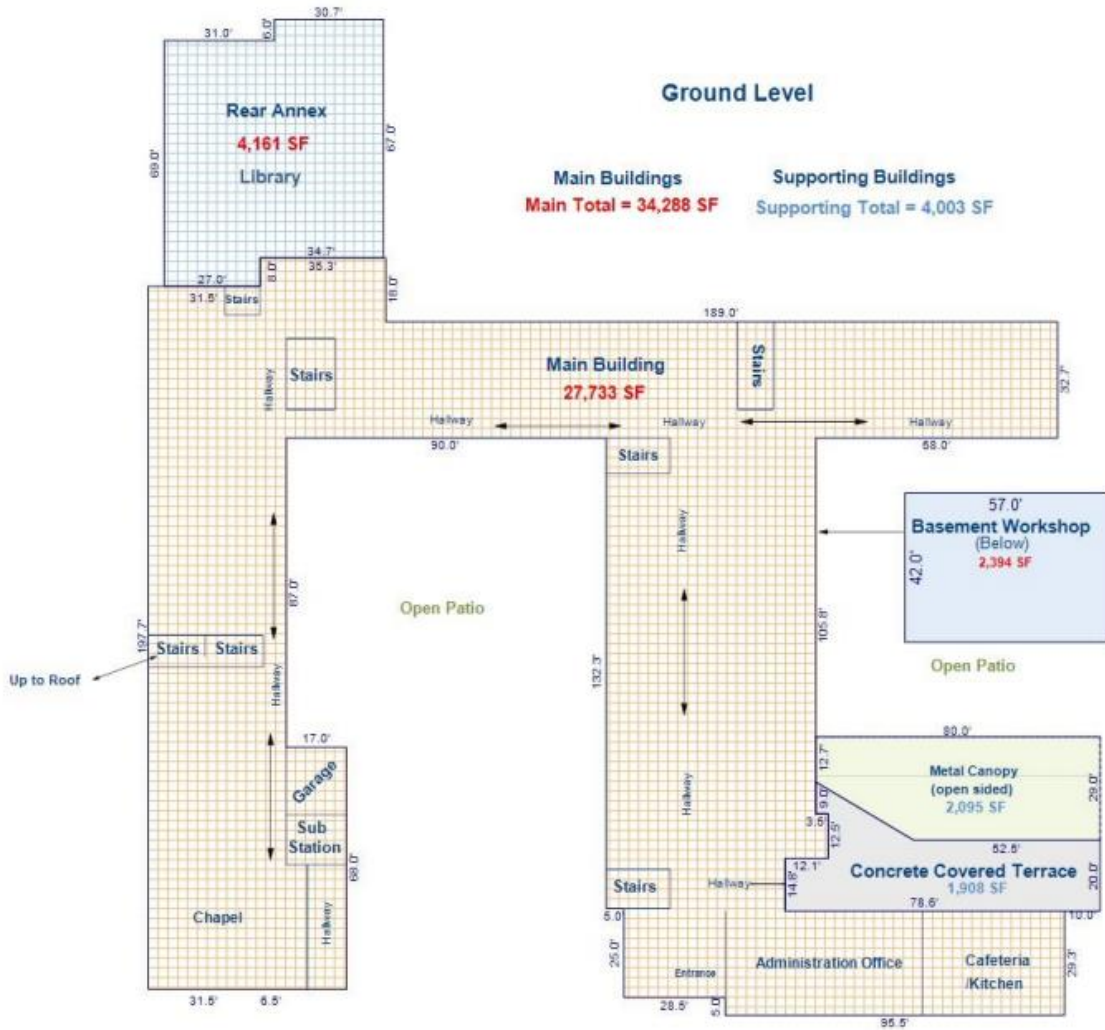 30.7'
31.0'
6.0'
Ground Level
Rear Annex
4,161 SF
Library
69.0'
67.0'
Main Buildings
Supporting Buildings
Main Total = 34,288 SF
Supporting Total = 4,003 SF
34.7'
35.3'
8.0'
27.0'
31.5'
Stairs
18.0'
189.0'
Stairs
Hallway
Main Building
27,733 SF
Stairs
32.7'
Hallway
Hallway
Hallway
90.0'
58.0'
Stairs
Hallway
57.0'
Basement Workshop
(Below)
2,394 SF
42.0'
87.0'
Open Patio
105.8'
197.7'
Stairs
Stairs
Up to Roof
Hallway
132.3'
Open Patio
17.0'
80.0'
Garage
Hallway
12.7'
Metal Canopy
(open sided)
2,095 SF
29.0'
9.0'
3.5'
12.5'
52.5'
Sub
Station
68.0'
12.1'
Concrete Covered Terrace
1,908 SF
20.0'
Stairs
Hallway
14.8'
78.6'
Chapel
Hallway
5.0'
10.0'
25.0'
Entrance
Administration Office
Cafeteria
/Kitchen
29.3'
31.5'
6.5'
28.5'
5.0'
95.5'